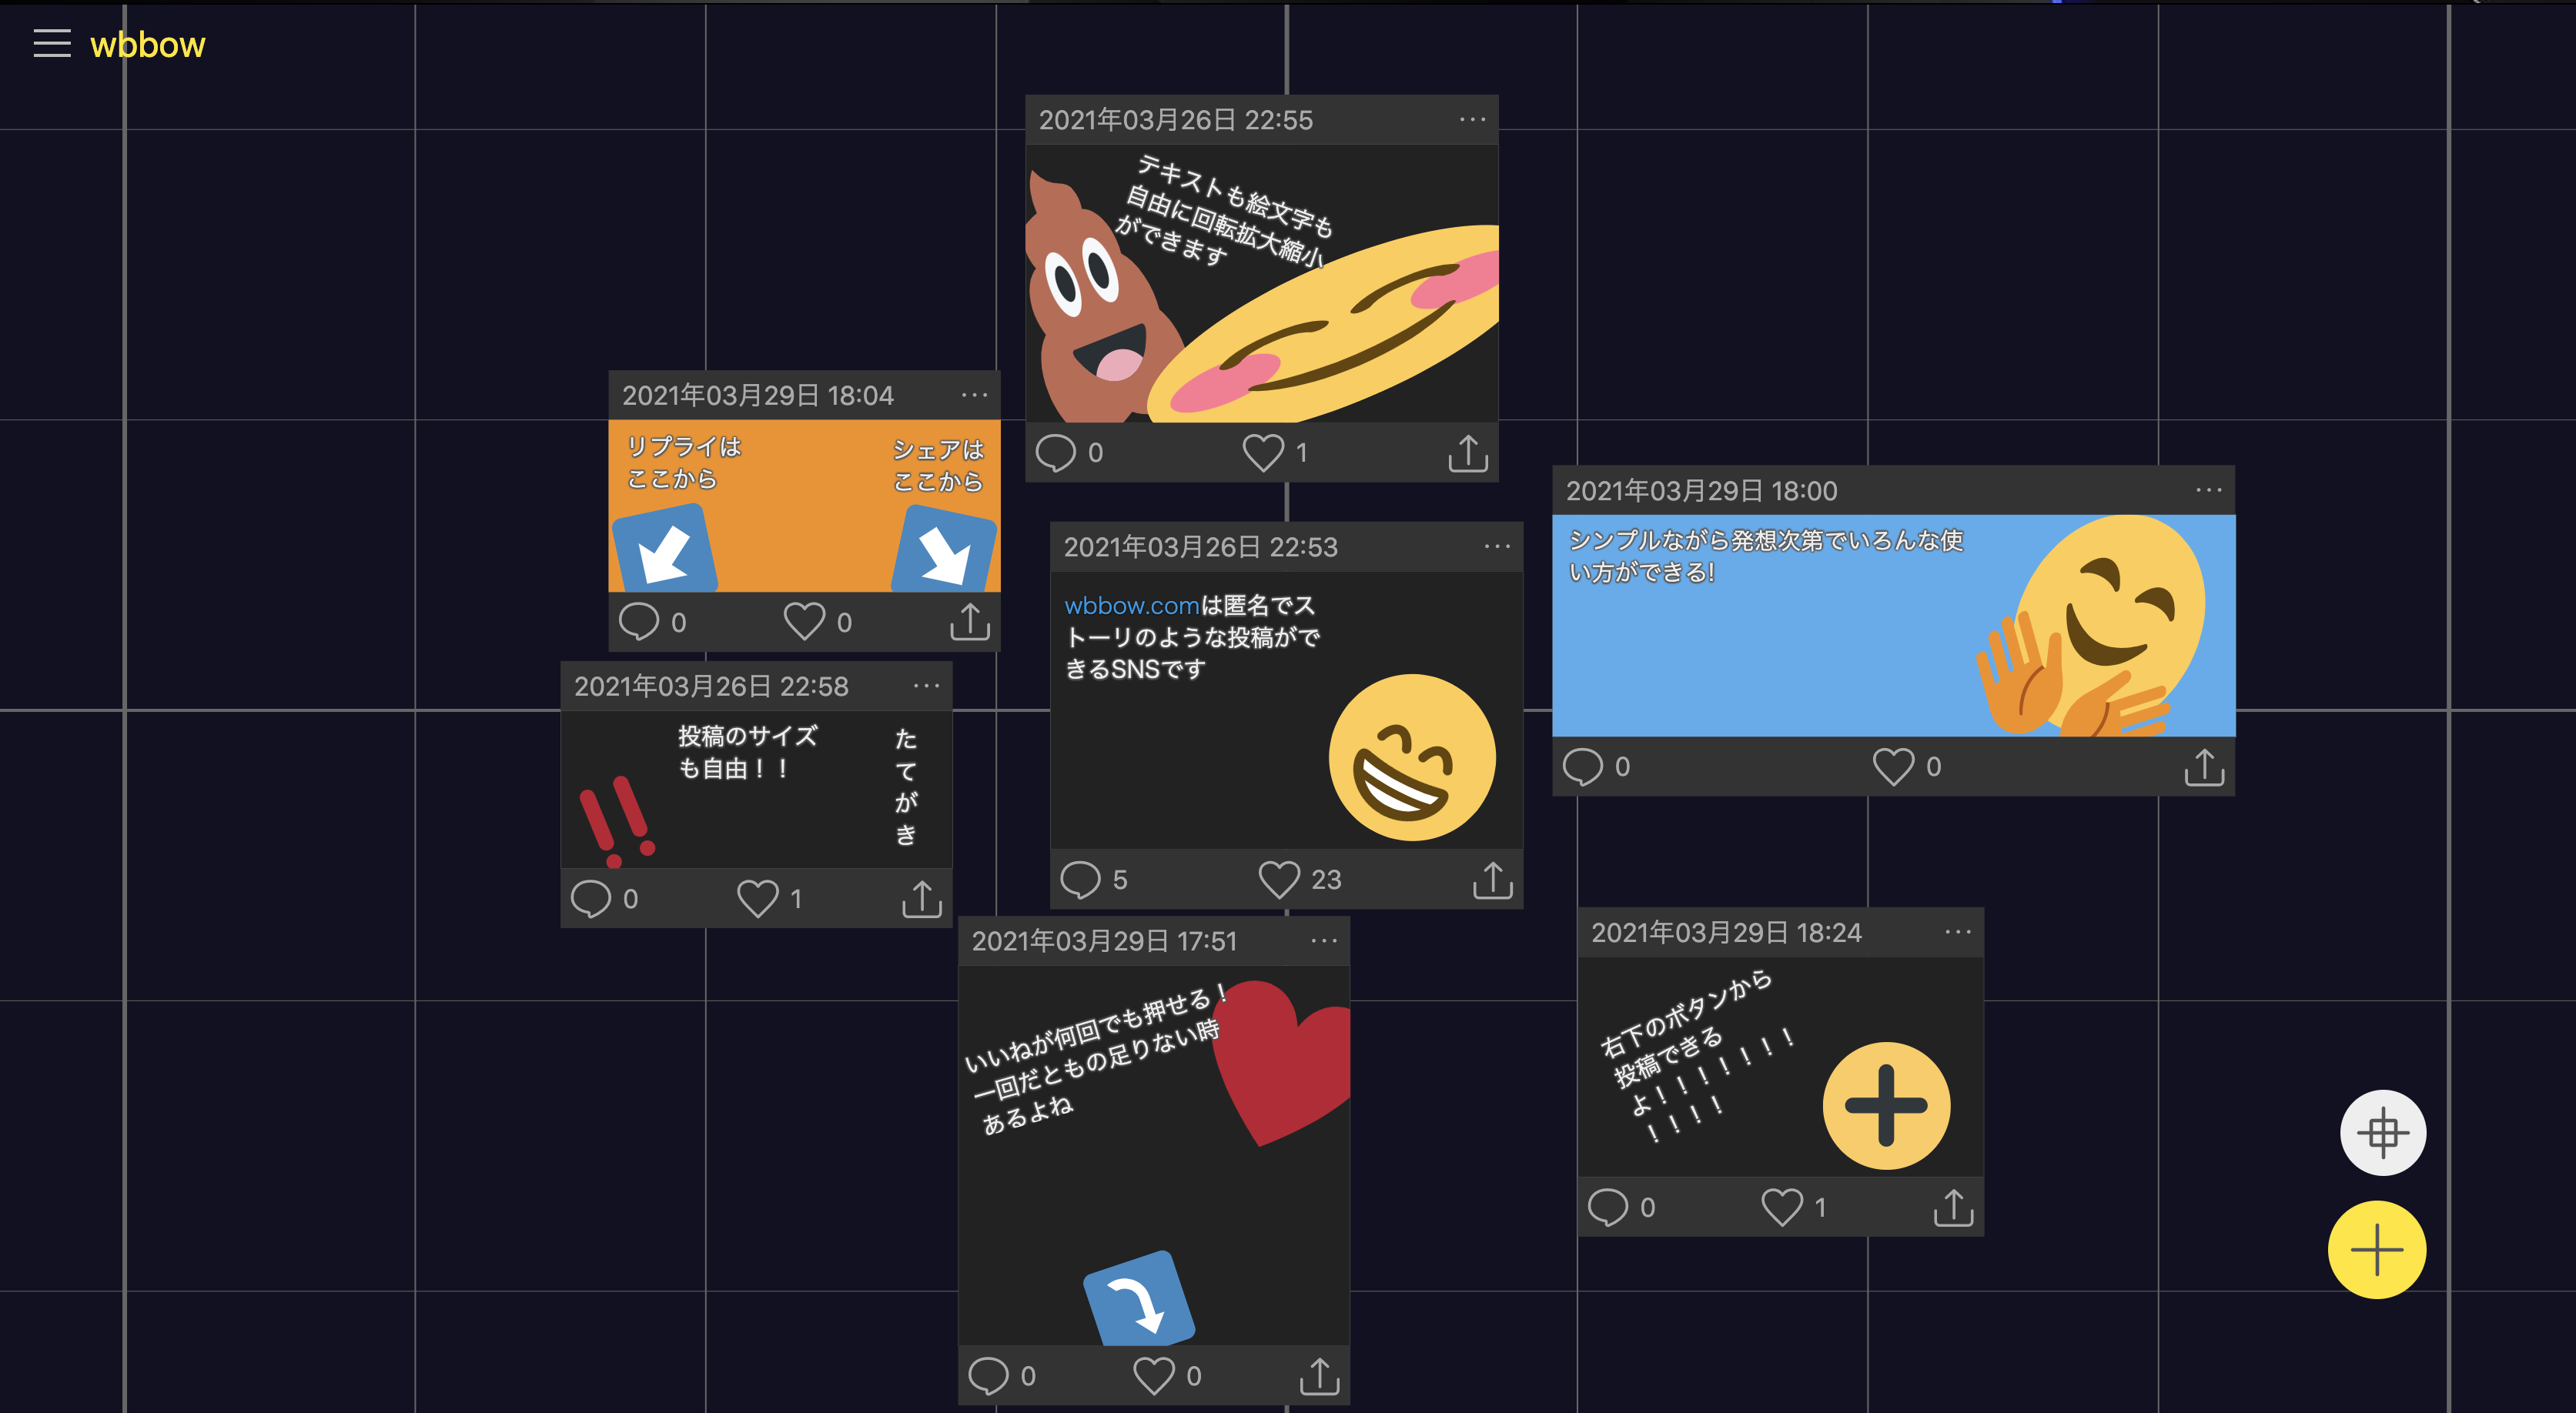 wbbow
2021年03月26日 22:55
テキストも絵文字も
自由に回転拡大縮小
ができます
0
1
2021年03月29日 18:04
リプライは
ここから
シェアは
ここから
0
0
2021年03月29日 18:00
シンプルながら発想次第でいろんな使
い方ができる!
0
0
2021年03月26日 22:53
wbbow.comは匿名でス
トーリのような投稿がで
きるSNSです
5
23
2021年03月26日 22:58
投稿のサイズ
も自由！！
たてがき
0
1
2021年03月29日 17:51
いいねが何回でも押せる！
一回だともの足りない時
あるよね
0
0
2021年03月29日 18:24
右下のボタンから
投稿できる
よ！！！！！！！
！！！！
0
1